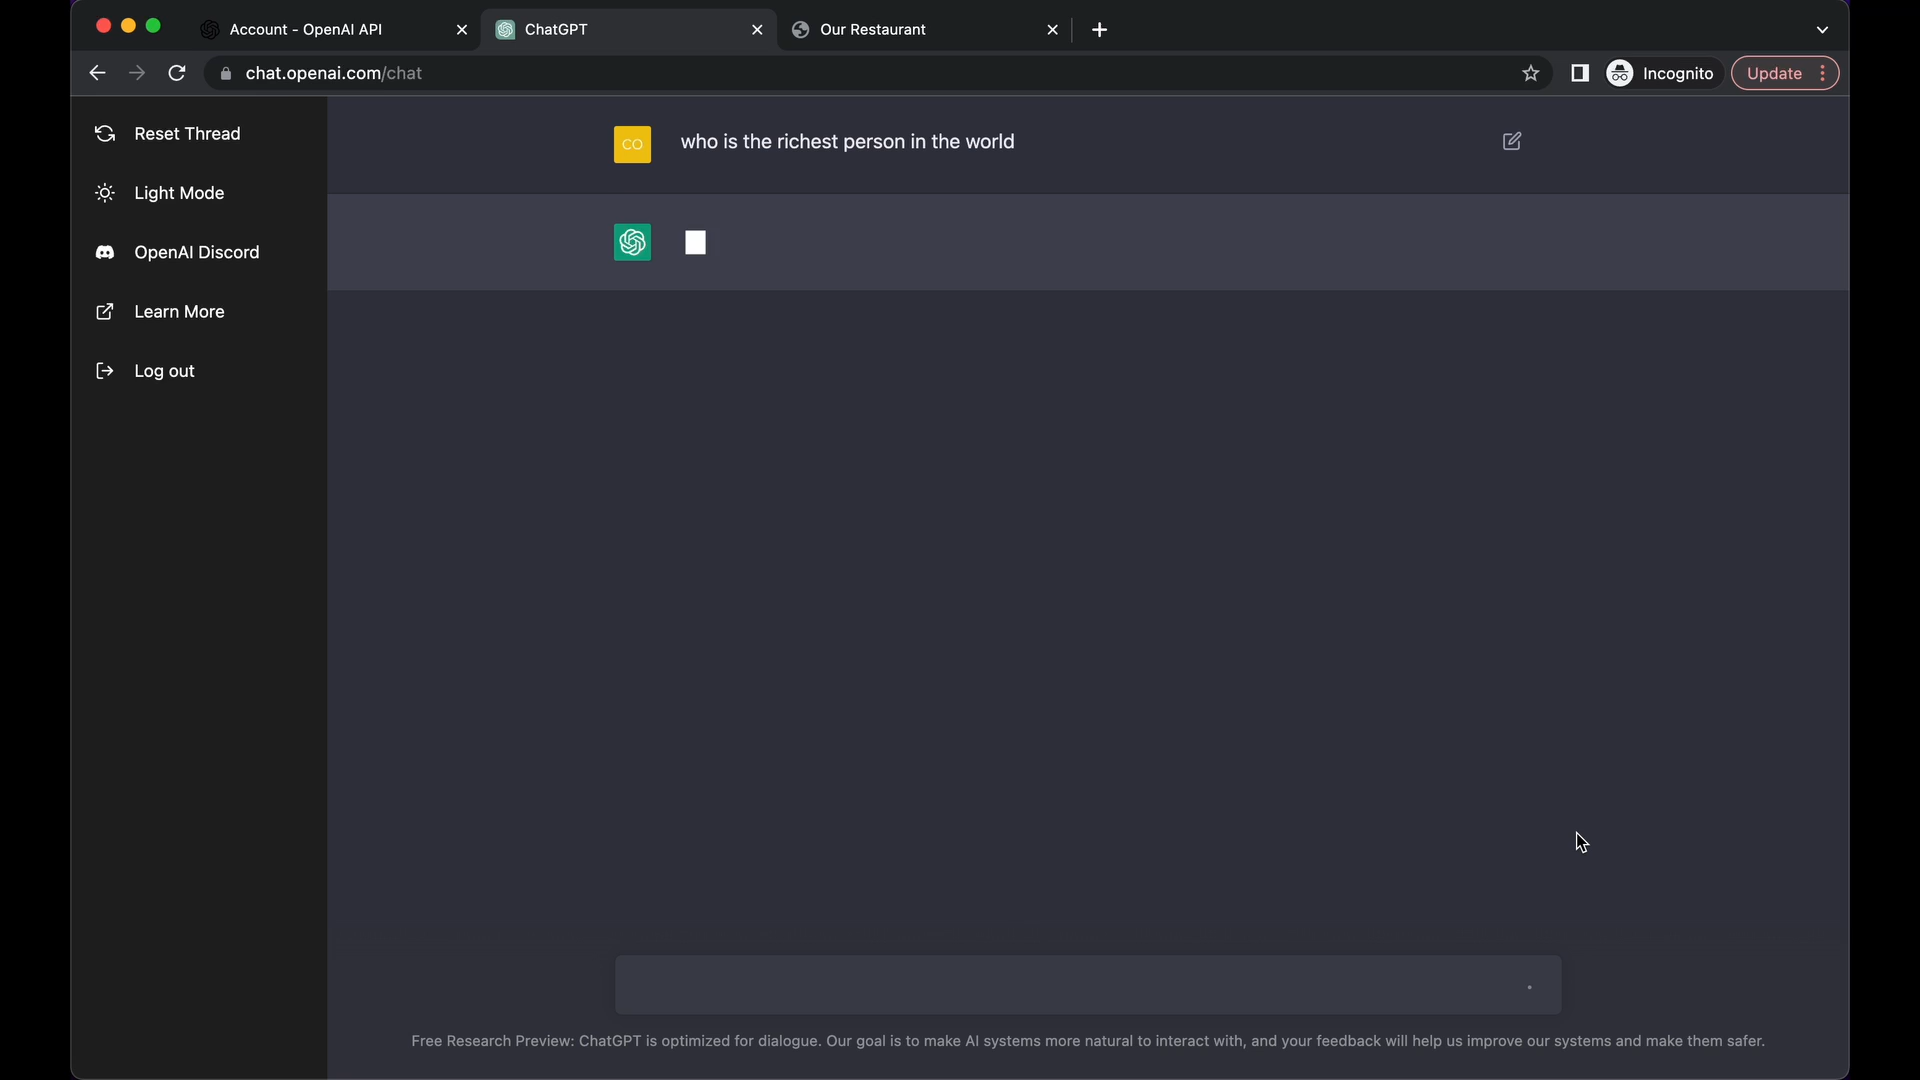 Account - OpenAI API
ChatGPT
Our Restaurant
chat.openai.com/chat
Incognito
Update
Reset Thread
Light Mode
OpenAI Discord
Learn More
Log out
CO
who is the richest person in the world
Free Research Preview: ChatGPT is optimized for dialogue. Our goal is to make AI systems more natural to interact with, and your feedback will help us improve our systems and make them safer.